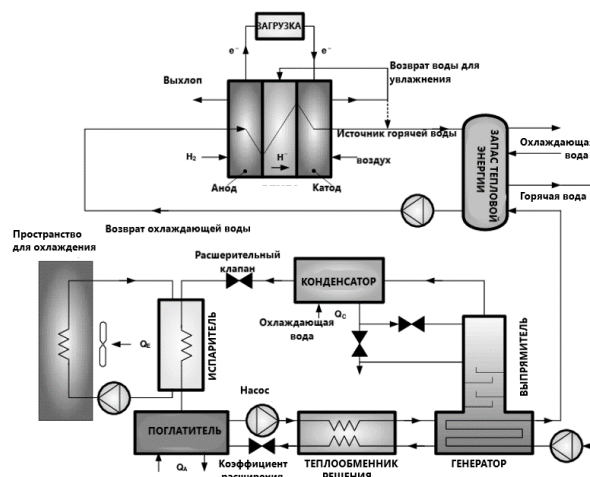 ЗАГРУЗКА
e⁻
e⁻
Возврат воды для
увлажнения
Выхлоп
Источник горячей воды
H₂
H⁻
воздух
Анод
Катод
ЗАПАС ТЕПЛОВОЙ
ЭНЕРГИИ
Охлаждающая
вода
Горячая вода
Возврат охлаждающей воды
Пространство
для охлаждения
Расшерительный
клапан
КОНДЕНСАТОР
Q_C
Охлаждающая
вода
Q_E
ИСПАРИТЕЛЬ
ВЫПРЯМИТЕЛЬ
Насос
ПОГЛАТИТЕЛЬ
Q_A
Коэффициент
расширения
ТЕПЛООБМЕННИК
РЕШЕНИЯ
ГЕНЕРАТОР